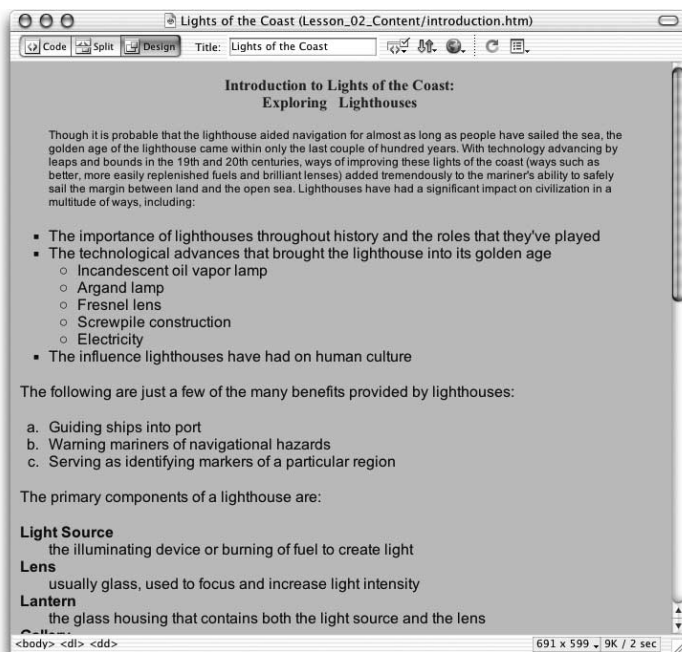 Lights of the Coast (Lesson_02_Content/introduction.htm)
Code Split Design Title: Lights of the Coast
Introduction to Lights of the Coast:
Exploring Lighthouses
Though it is probable that the lighthouse aided navigation for almost as long as people have sailed the sea, the
golden age of the lighthouse came within only the last couple of hundred years. With technology advancing by
leaps and bounds in the 19th and 20th centuries, ways of improving these lights of the coast (ways such as
better, more easily replenished fuels and brilliant lenses) added tremendously to the mariner's ability to safely
sail the margin between land and the open sea. Lighthouses have had a significant impact on civilization in a
multitude of ways, including:
▪ The importance of lighthouses throughout history and the roles that they've played
▪ The technological advances that brought the lighthouse into its golden age
○ Incandescent oil vapor lamp
○ Argand lamp
○ Fresnel lens
○ Screwpile construction
○ Electricity
▪ The influence lighthouses have had on human culture
The following are just a few of the many benefits provided by lighthouses:
a. Guiding ships into port
b. Warning mariners of navigational hazards
c. Serving as identifying markers of a particular region
The primary components of a lighthouse are:
Light Source
the illuminating device or burning of fuel to create light
Lens
usually glass, used to focus and increase light intensity
Lantern
the glass housing that contains both the light source and the lens
Gallery
<body> <dl> <dd> 691 x 599 9K / 2 sec